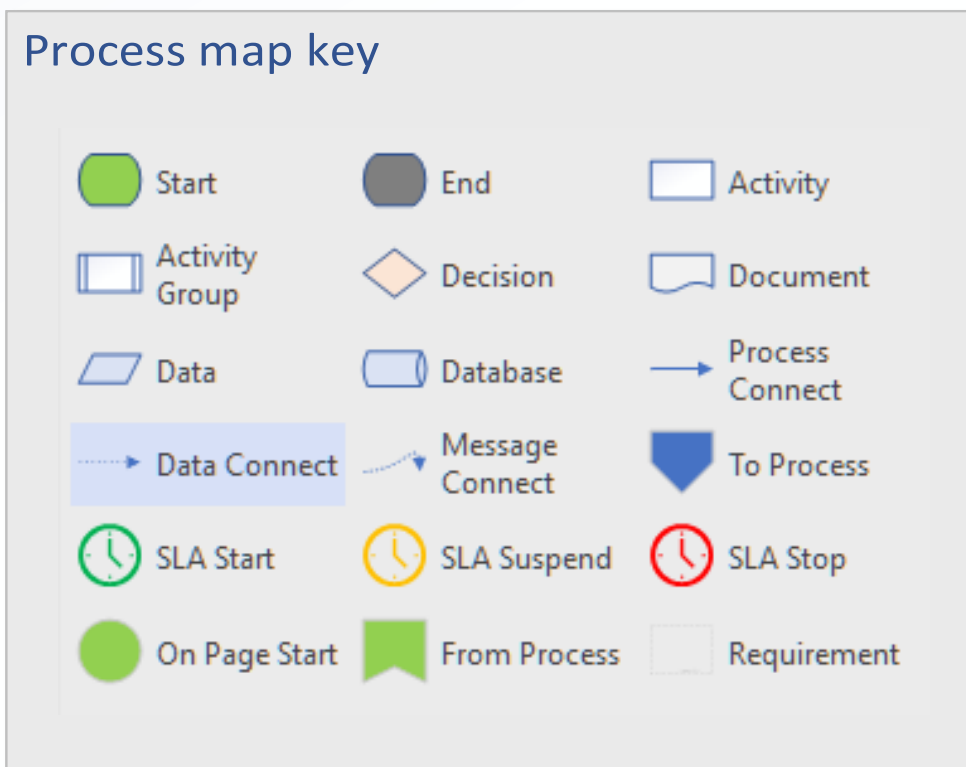 Process map key
Start
End
Activity
Activity
Group
Decision
Document
Data
Database
Process
Connect
Data Connect
Message
Connect
To Process
SLA Start
SLA Suspend
SLA Stop
On Page Start
From Process
Requirement